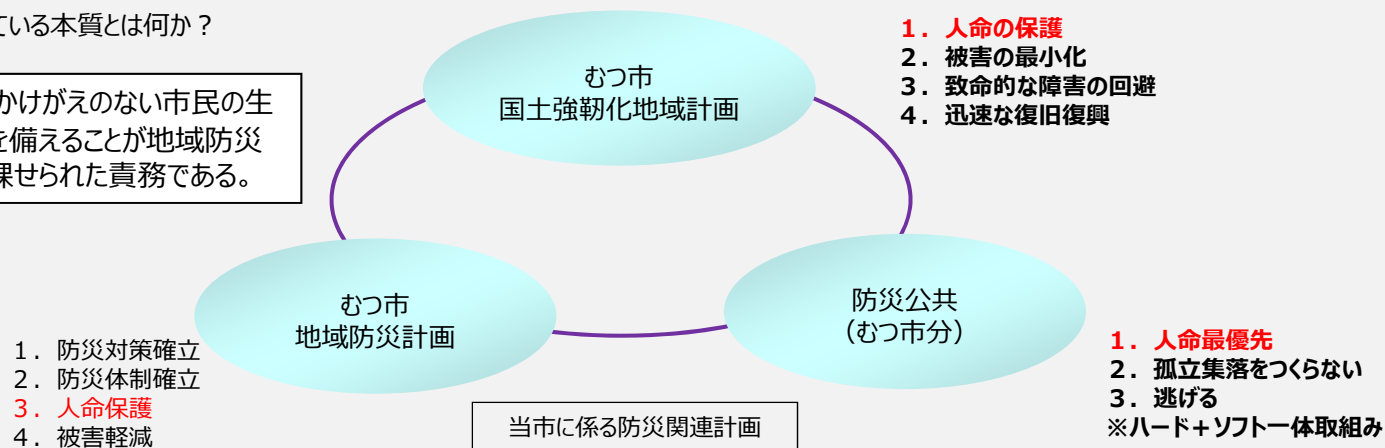 ている本質とは何か？
かけがえのない市民の生
を備えることが地域防災
課せられた責務である。
むつ市
国土強靭化地域計画
１．人命の保護
２．被害の最小化
３．致命的な障害の回避
４．迅速な復旧復興
むつ市
地域防災計画
１．防災対策確立
２．防災体制確立
３．人命保護
４．被害軽減
防災公共
（むつ市分）
１．人命最優先
２．孤立集落をつくらない
３．逃げる
※ハード＋ソフト一体取組み
当市に係る防災関連計画